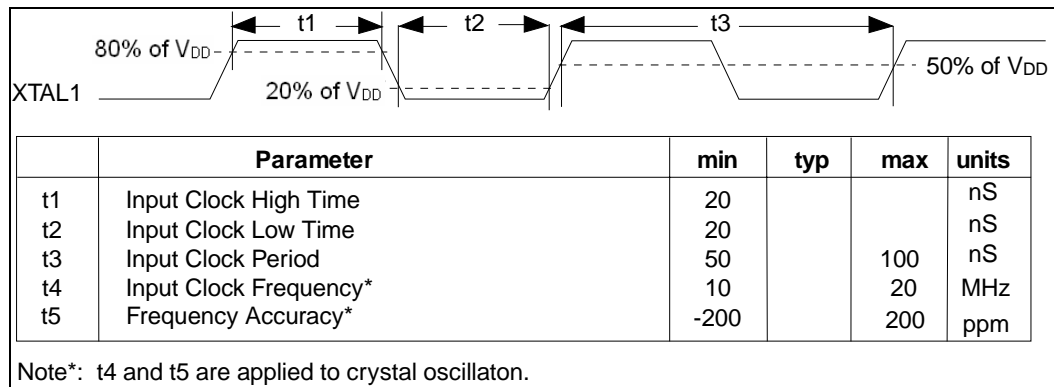 t1 t2 t3
80% of VDD
50% of VDD
XTAL1 20% of VDD
Parameter min typ max units
t1 Input Clock High Time 20 nS
t2 Input Clock Low Time 20 nS
t3 Input Clock Period 50 100 nS
t4 Input Clock Frequency* 10 20 MHz
t5 Frequency Accuracy* -200 200 ppm
Note*: t4 and t5 are applied to crystal oscillaton.